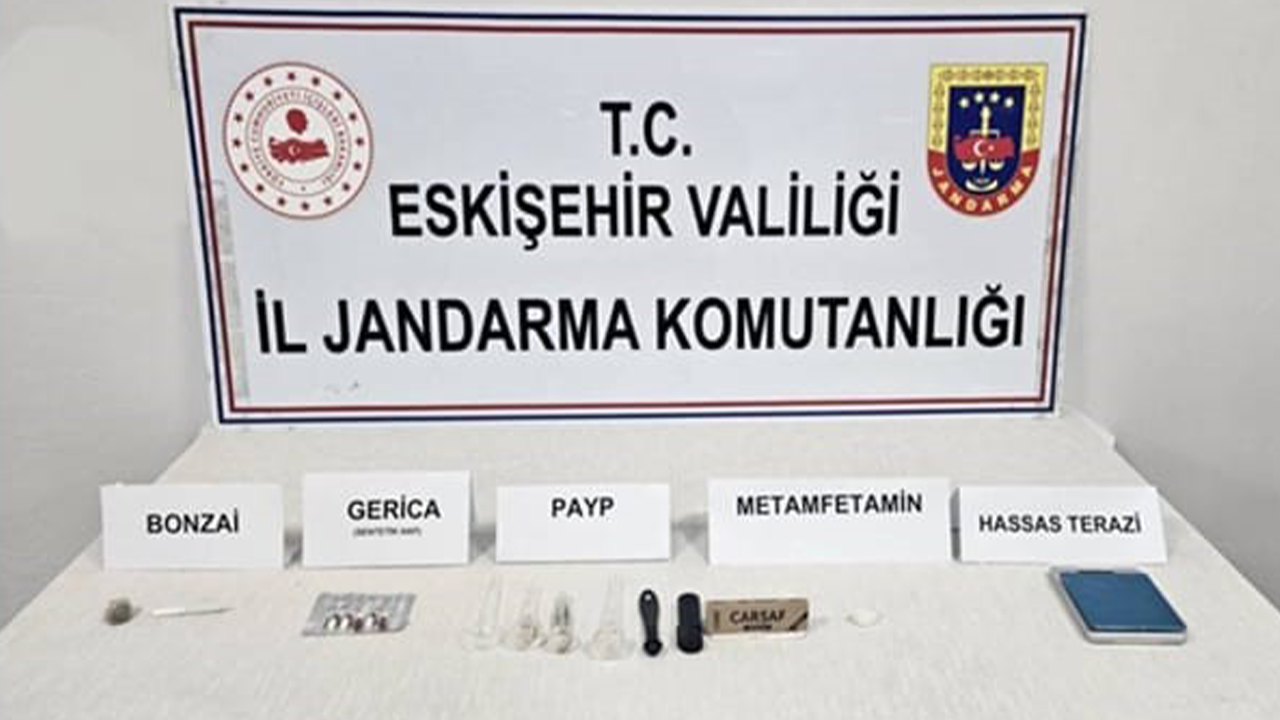 T.C.
ESKİŞEHİR VALİLİĞİ
İL JANDARMA KOMUTANLIĞI
JANDARMA
BONZAİ
GERİCA
PAYP
METAMFETAMİN
HASSAS TERAZİ
CARSAF